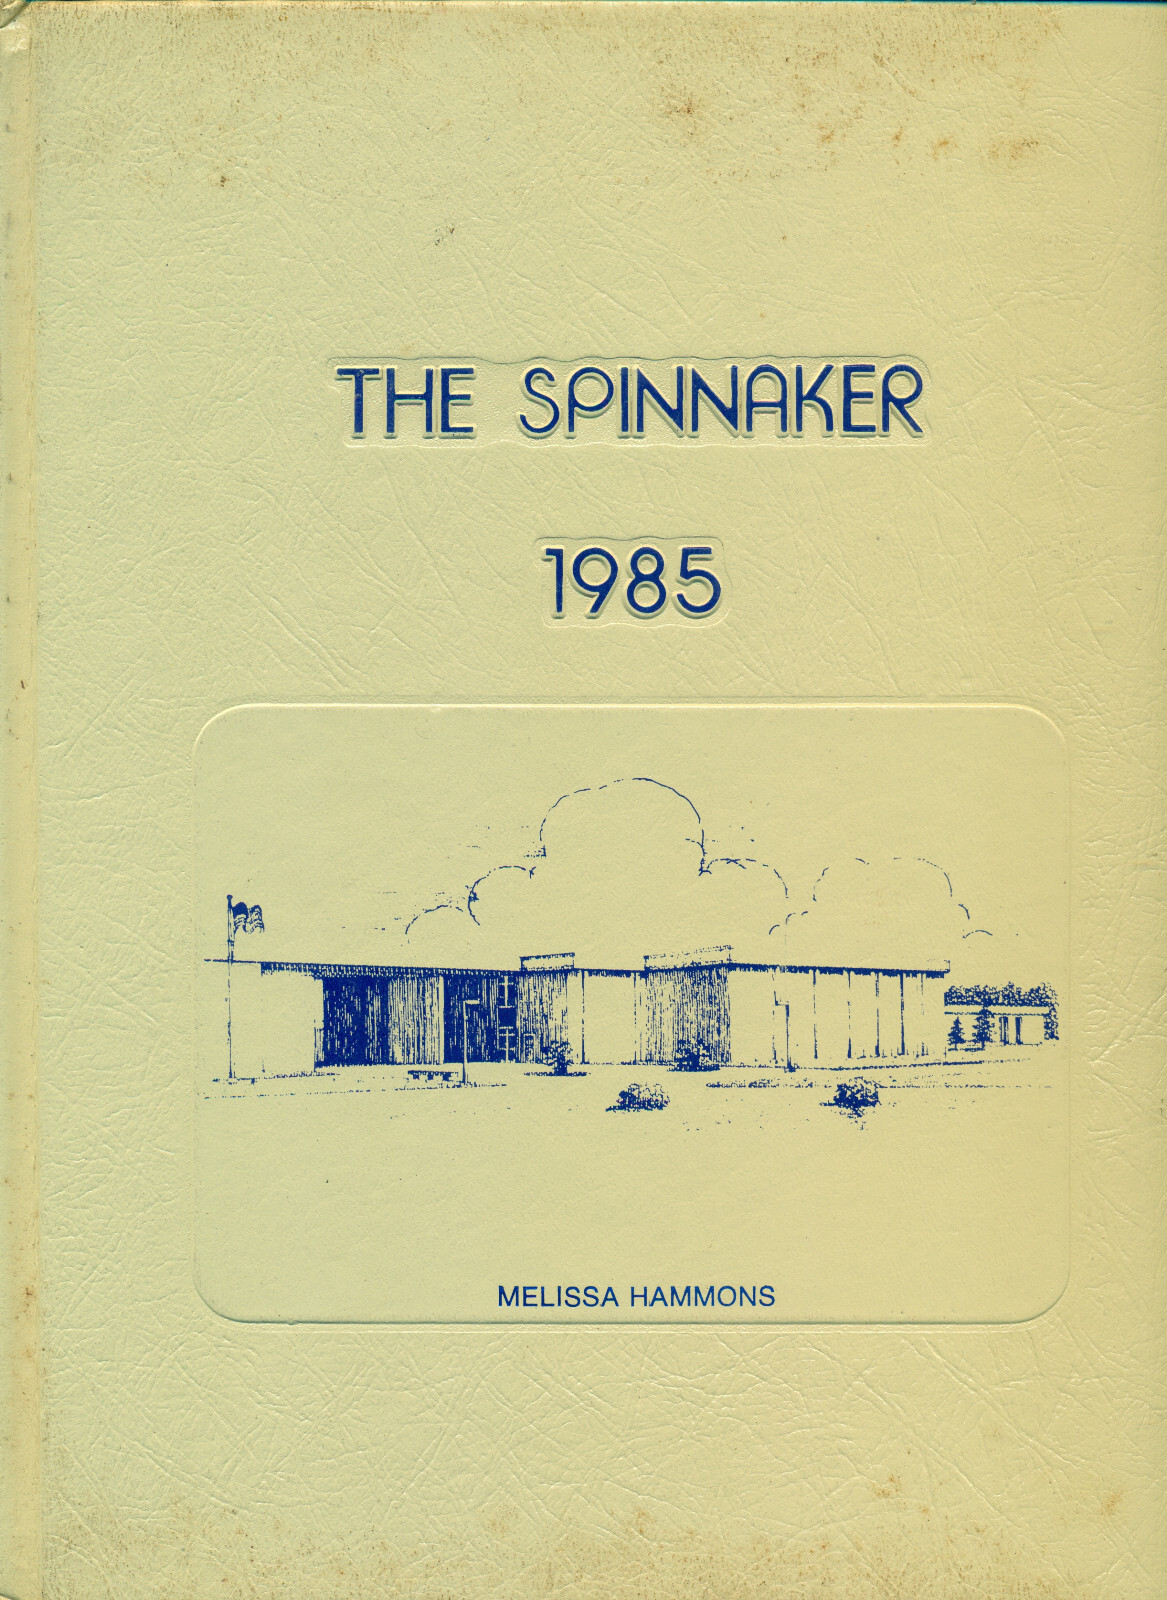 THE SPINNAKER
1985
MELISSA HAMMONS